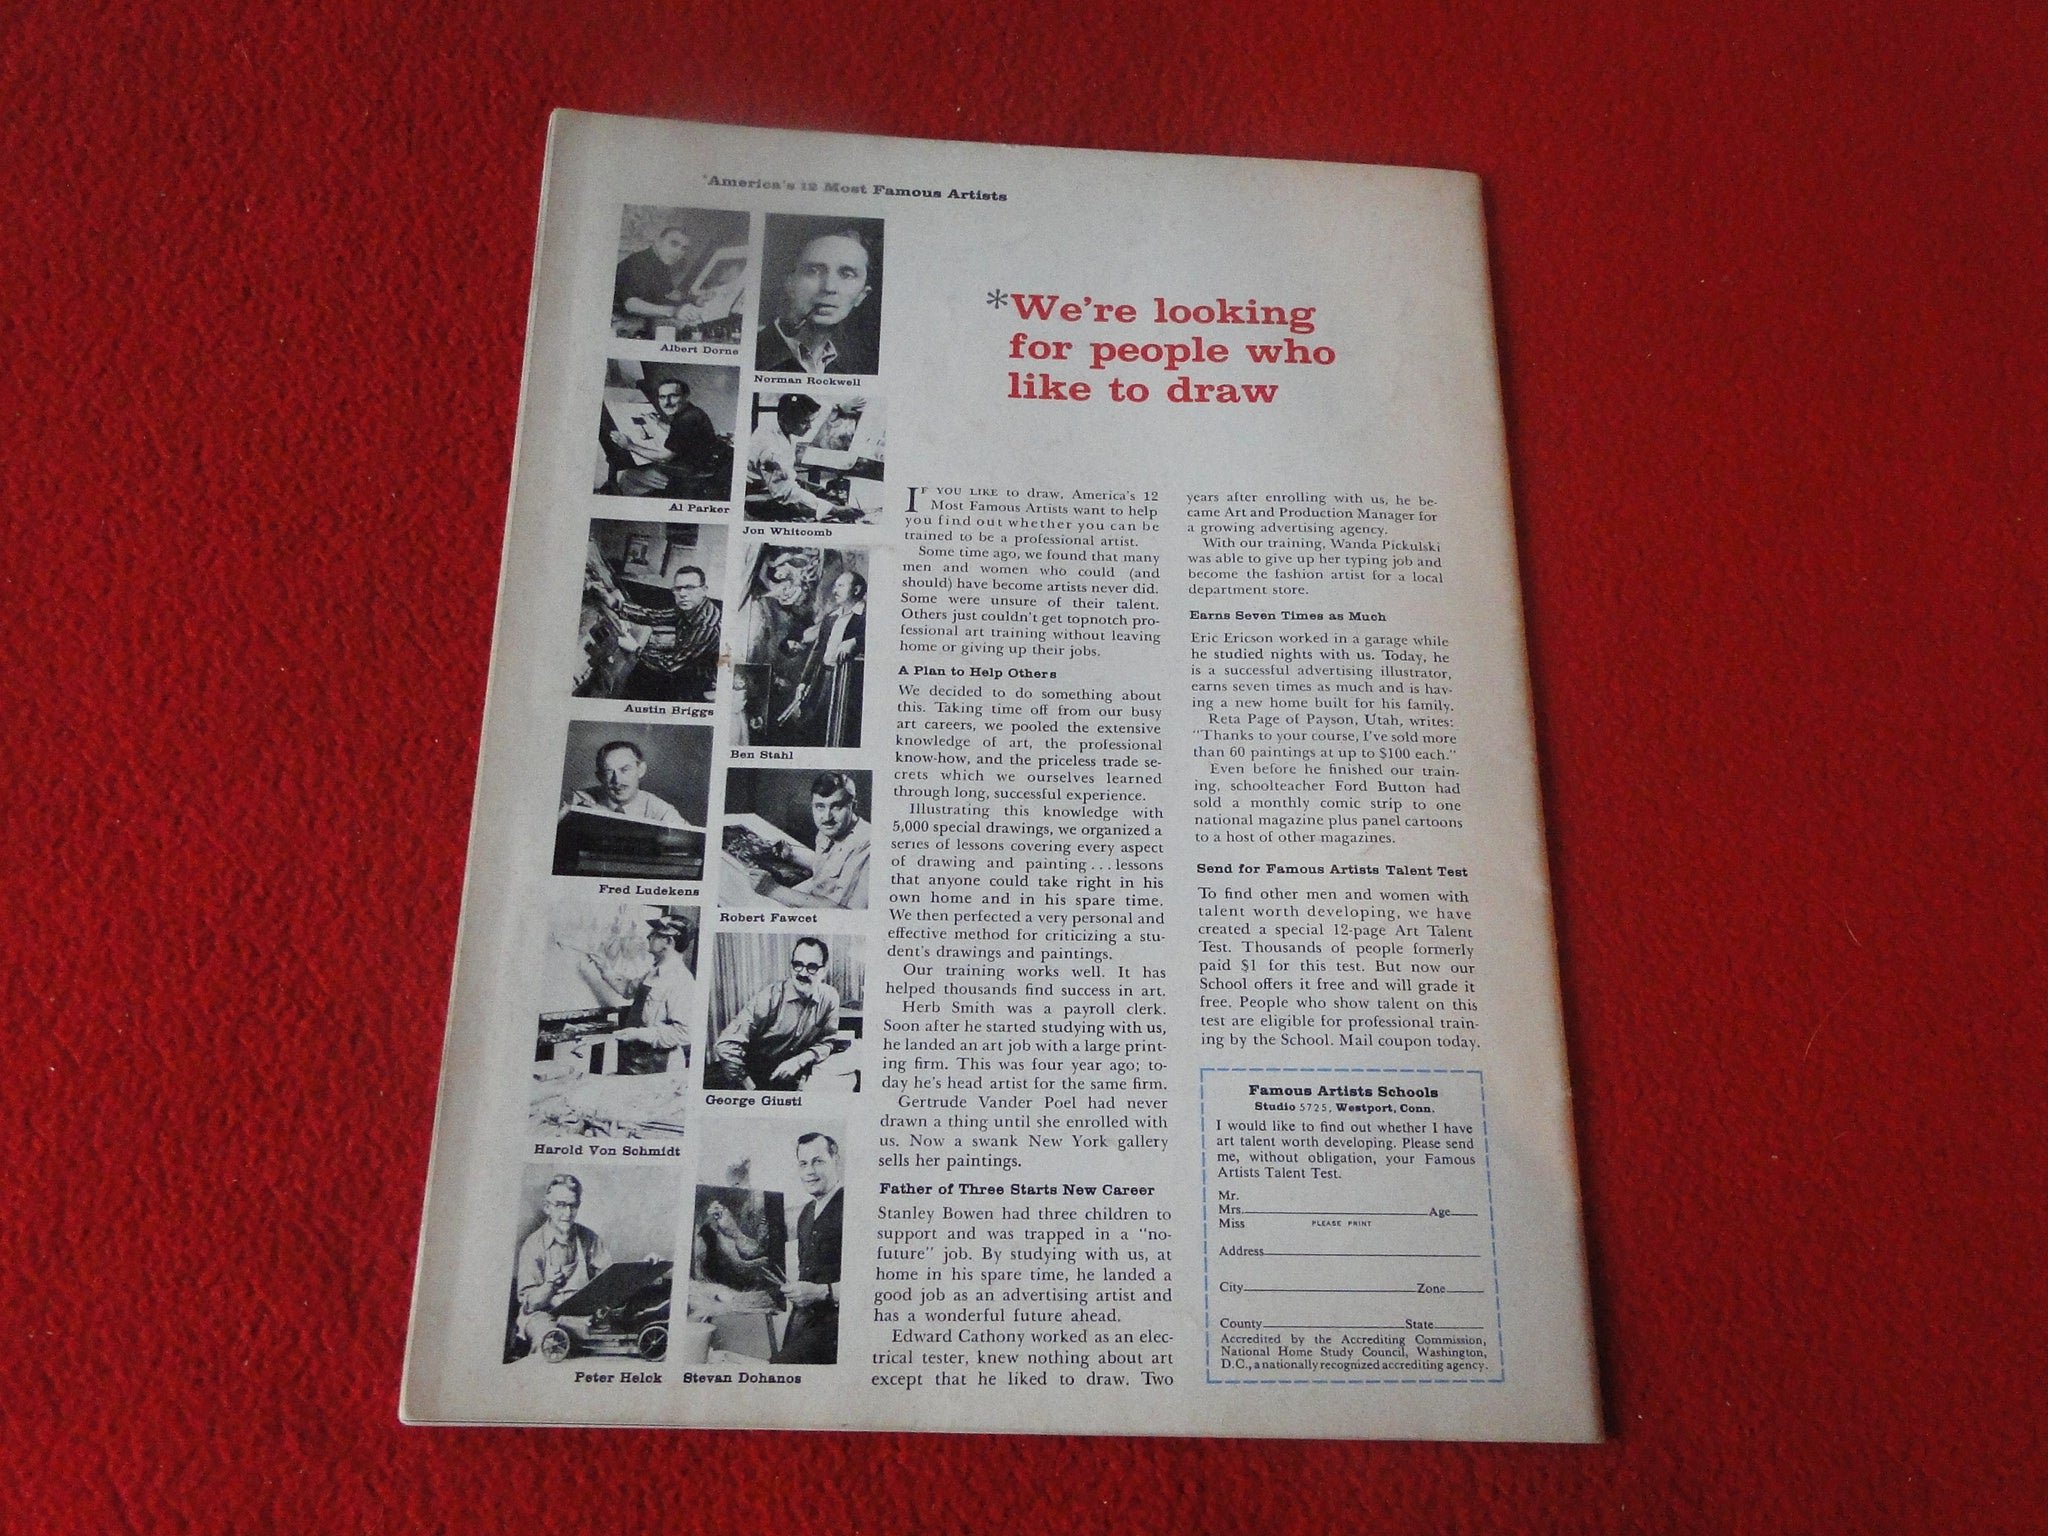 *America's 12 Most Famous Artists
Albert Dorne
Norman Rockwell
Al Parker
Jon Whitcomb
Austin Briggs
Ben Stahl
Fred Ludekens
Robert Fawcet
George Giusti
Harold Von Schmidt
Peter Helck
Stevan Dohanos
*We're looking
for people who
like to draw
IF YOU LIKE to draw, America's 12
Most Famous Artists want to help
you find out whether you can be
trained to be a professional artist.
Some time ago, we found that many
men and women who could (and
should) have become artists never did.
Some were unsure of their talent.
Others just couldn't get topnotch pro-
fessional art training without leaving
home or giving up their jobs.
A Plan to Help Others
We decided to do something about
this. Taking time off from our busy
art careers, we pooled the extensive
knowledge of art, the professional
know-how, and the priceless trade se-
crets which we ourselves learned
through long, successful experience.
Illustrating this knowledge with
5,000 special drawings, we organized a
series of lessons covering every aspect
of drawing and painting...lessons
that anyone could take right in his
own home and in his spare time.
We then perfected a very personal and
effective method for criticizing a stu-
dent's drawings and paintings.
Our training works well. It has
helped thousands find success in art.
Herb Smith was a payroll clerk.
Soon after he started studying with us,
he landed an art job with a large print-
ing firm. This was four year ago; to-
day he's head artist for the same firm.
Gertrude Vander Poel had never
drawn a thing until she enrolled with
us. Now a swank New York gallery
sells her paintings.
Father of Three Starts New Career
Stanley Bowen had three children to
support and was trapped in a "no-
future" job. By studying with us, at
home in his spare time, he landed a
good job as an advertising artist and
has a wonderful future ahead.
Edward Cathony worked as an elec-
trical tester, knew nothing about art
except that he liked to draw. Two
years after enrolling with us, he be-
came Art and Production Manager for
a growing advertising agency.
With our training, Wanda Pickulski
was able to give up her typing job and
become the fashion artist for a local
department store.
Earns Seven Times as Much
Eric Ericson worked in a garage while
he studied nights with us. Today, he
is a successful advertising illustrator,
earns seven times as much and is hav-
ing a new home built for his family.
Reta Page of Payson, Utah, writes:
"Thanks to your course, I've sold more
than 60 paintings at up to $100 each."
Even before he finished our train-
ing, schoolteacher Ford Button had
sold a monthly comic strip to one
national magazine plus panel cartoons
to a host of other magazines.
Send for Famous Artists Talent Test
To find other men and women with
talent worth developing, we have
created a special 12-page Art Talent
Test. Thousands of people formerly
paid $1 for this test. But now our
School offers it free and will grade it
free. People who show talent on this
test are eligible for professional train-
ing by the School. Mail coupon today.
Famous Artists Schools
Studio 5725, Westport, Conn.
I would like to find out whether I have
art talent worth developing. Please send
me, without obligation, your Famous
Artists Talent Test.
Mr.
Mrs. Age
Miss PLEASE PRINT
Address
City Zone
County State
Accredited by the Accrediting Commission,
National Home Study Council, Washington,
D.C., a nationally recognized accrediting agency.